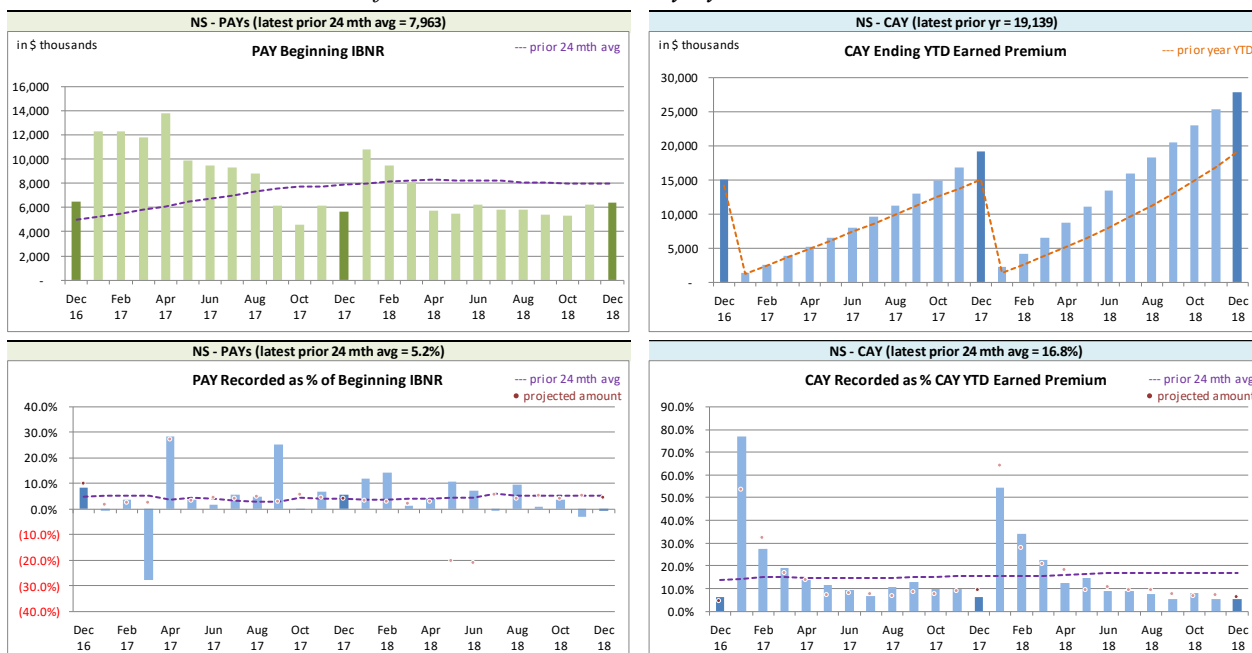 NS - PAYs (latest prior 24 mth avg = 7,963)
in $ thousands
PAY Beginning IBNR
--- prior 24 mth avg
16,000
14,000
12,000
10,000
8,000
6,000
4,000
2,000
-
Dec Feb Apr Jun Aug Oct Dec Feb Apr Jun Aug Oct Dec
16 17 17 17 17 17 17 18 18 18 18 18 18
NS - CAY (latest prior yr = 19,139)
in $ thousands
CAY Ending YTD Earned Premium
--- prior year YTD
30,000
25,000
20,000
15,000
10,000
5,000
-
Dec Feb Apr Jun Aug Oct Dec Feb Apr Jun Aug Oct Dec
16 17 17 17 17 17 17 18 18 18 18 18 18
NS - PAYs (latest prior 24 mth avg = 5.2%)
PAY Recorded as % of Beginning IBNR
--- prior 24 mth avg
• projected amount
40.0%
30.0%
20.0%
10.0%
0.0%
(10.0%)
(20.0%)
(30.0%)
(40.0%)
Dec Feb Apr Jun Aug Oct Dec Feb Apr Jun Aug Oct Dec
16 17 17 17 17 17 17 18 18 18 18 18 18
NS - CAY (latest prior 24 mth avg = 16.8%)
CAY Recorded as % CAY YTD Earned Premium
--- prior 24 mth avg
• projected amount
90.0%
80.0%
70.0%
60.0%
50.0%
40.0%
30.0%
20.0%
10.0%
0.0%
Dec Feb Apr Jun Aug Oct Dec Feb Apr Jun Aug Oct Dec
16 17 17 17 17 17 17 18 18 18 18 18 18